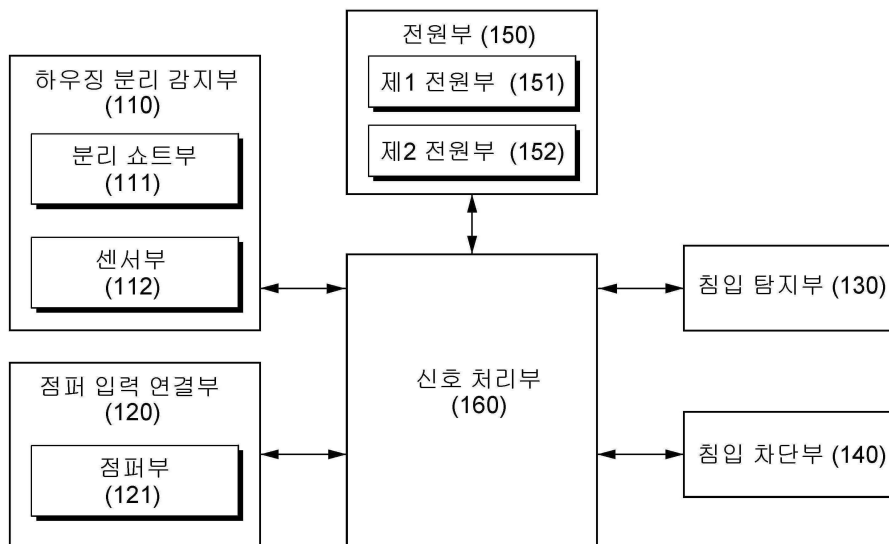 전원부 (150)
제1 전원부 (151)
제2 전원부 (152)
하우징 분리 감지부
(110)
분리 쇼트부
(111)
센서부
(112)
점퍼 입력 연결부
(120)
점퍼부
(121)
신호 처리부
(160)
침입 탐지부 (130)
침입 차단부 (140)